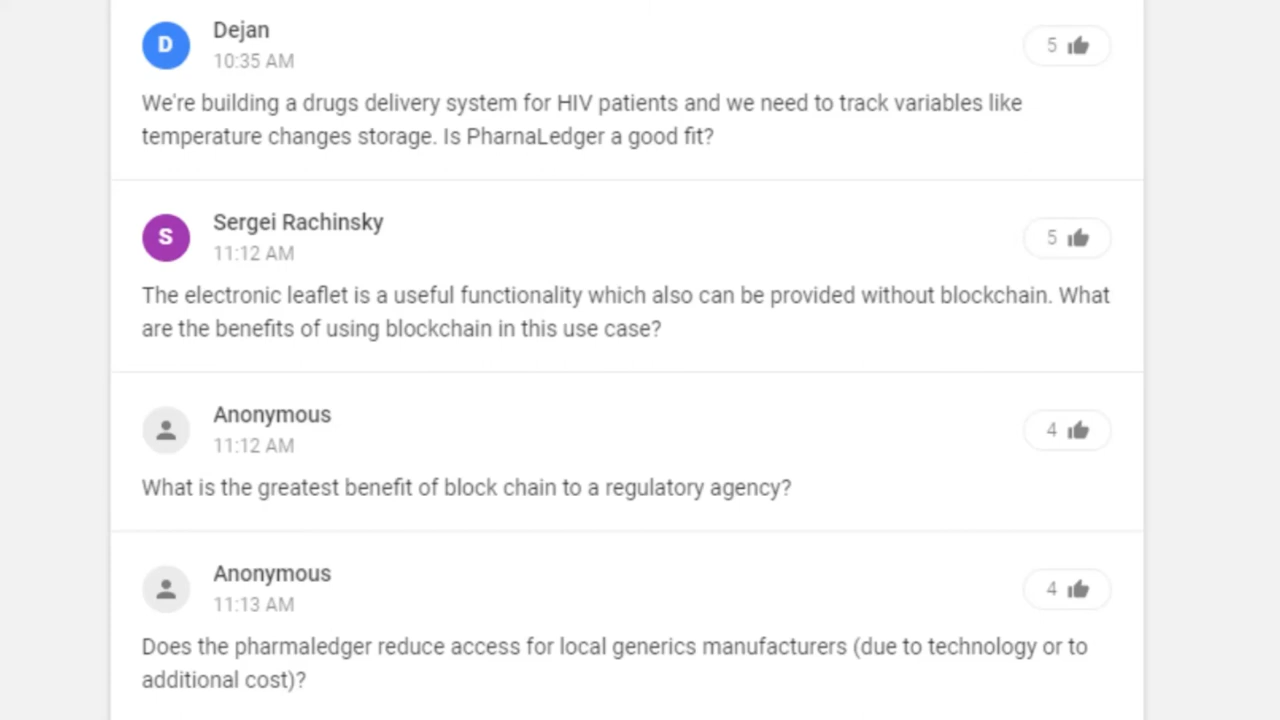 D
Dejan
10:35 AM
5
We're building a drugs delivery system for HIV patients and we need to track variables like
temperature changes storage. Is PharnaLedger a good fit?
S
Sergei Rachinsky
11:12 AM
5
The electronic leaflet is a useful functionality which also can be provided without blockchain. What
are the benefits of using blockchain in this use case?
Anonymous
11:12 AM
4
What is the greatest benefit of block chain to a regulatory agency?
Anonymous
11:13 AM
4
Does the pharmaledger reduce access for local generics manufacturers (due to technology or to
additional cost)?